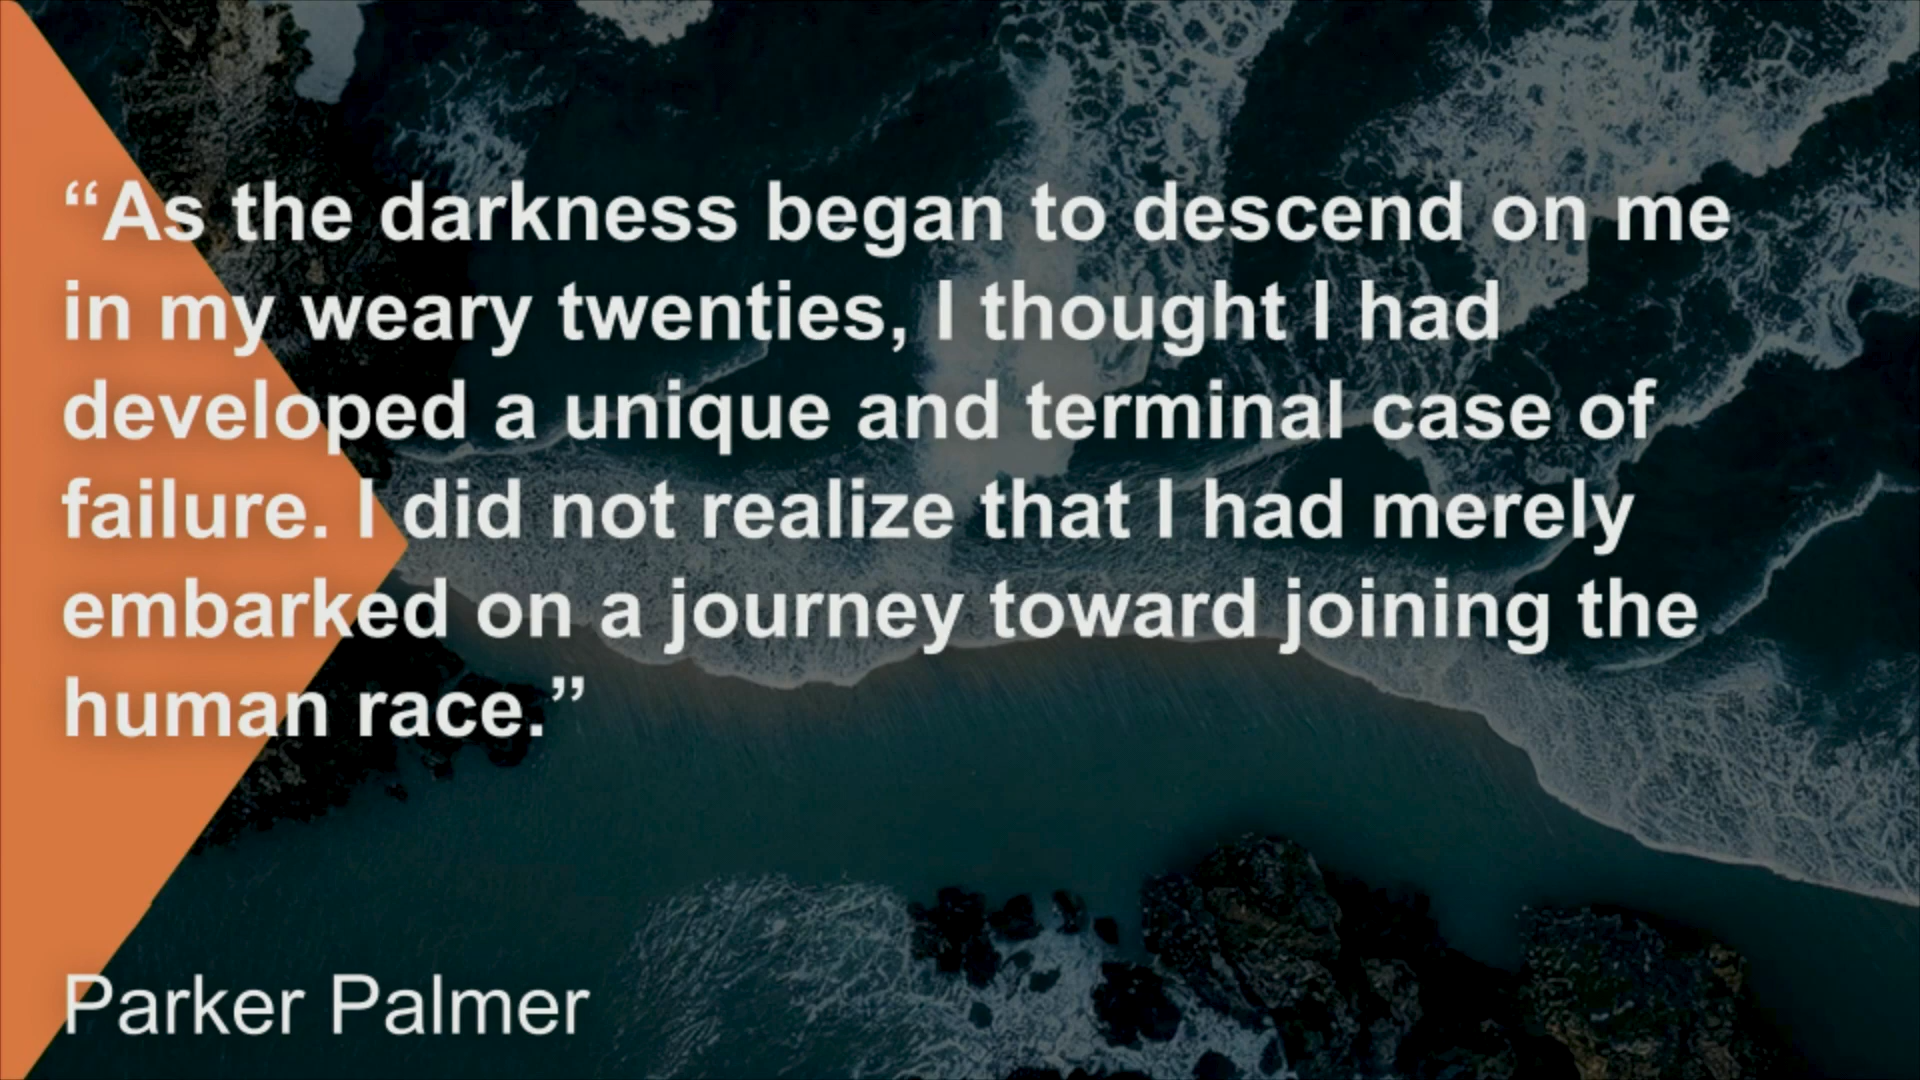 “As the darkness began to descend on me
in my weary twenties, I thought I had
developed a unique and terminal case of
failure. I did not realize that I had merely
embarked on a journey toward joining the
human race.”
Parker Palmer